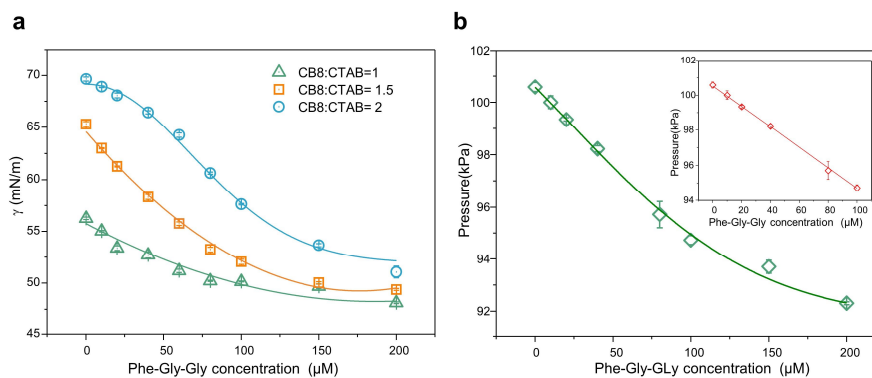 a
70
65
60
55
50
45
γ (mN/m)
CB8:CTAB=1
CB8:CTAB= 1.5
CB8:CTAB= 2
0 50 100 150 200
Phe-Gly-Gly concentration (µM)
b
102
100
98
96
94
92
Pressure(kPa)
0 50 100 150 200
Phe-Gly-GLy concentration (µM)
102
100
98
96
94
Pressure(kPa)
0 20 40 60 80 100
Phe-Gly-Gly concentration (µM)